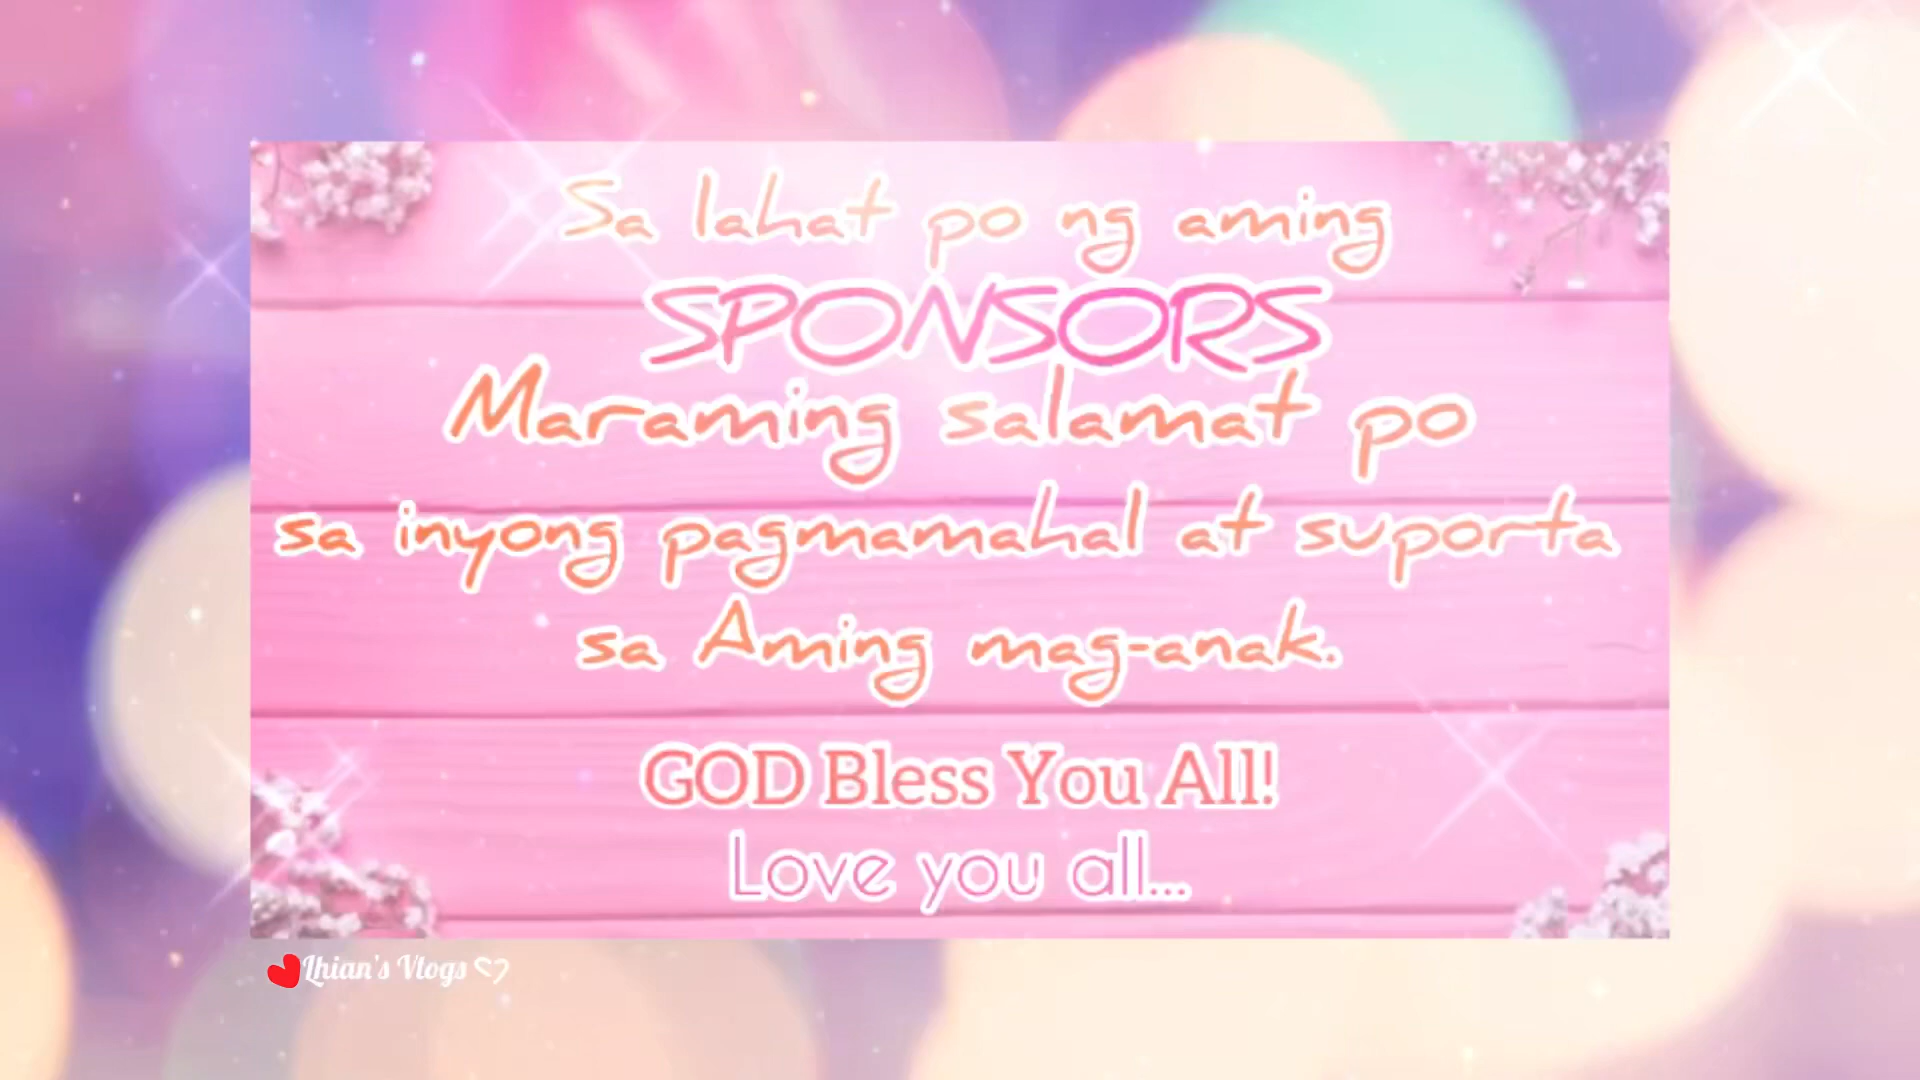 Sa lahat po ng aming
SPONSORS
Maraming salamat po
sa inyong pagmamahal at suporta
sa Aming mag-anak.
GOD Bless You All!
Love you all...
Lhian's Vlogs